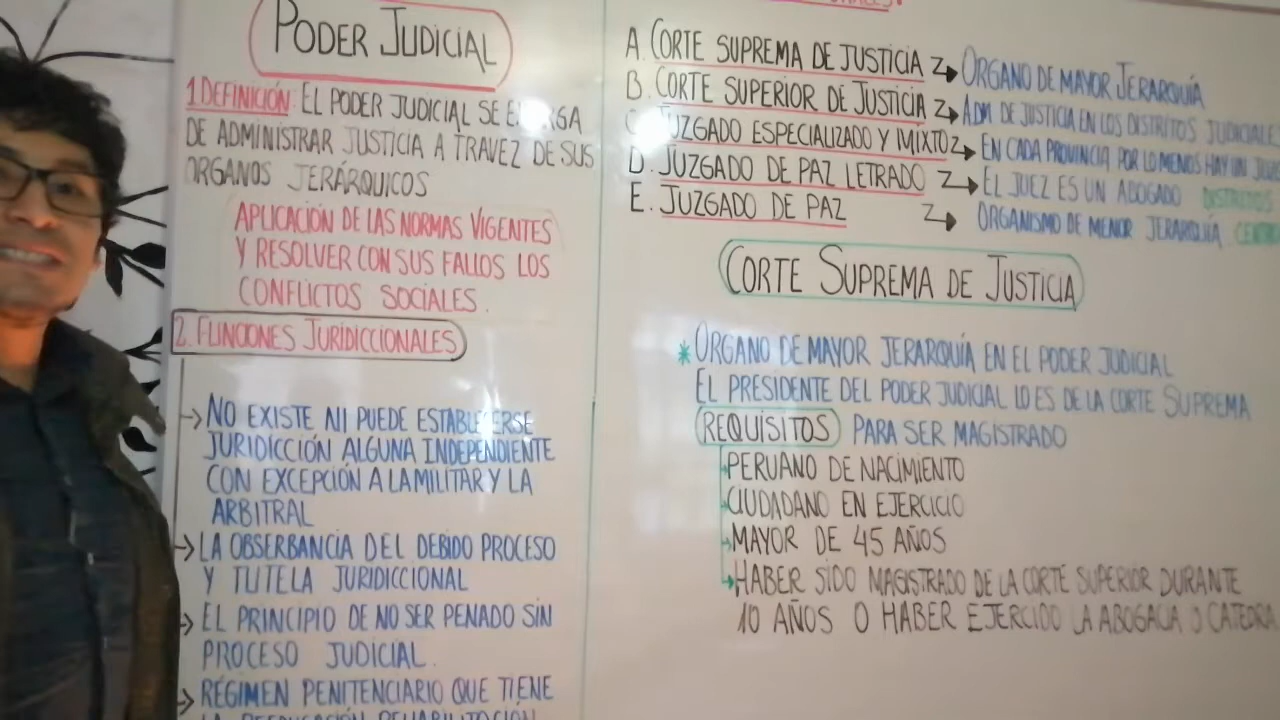 PODER JUDICIAL
1. DEFINICIÓN: EL PODER JUDICIAL SE
DE ADMINISTRAR JUSTICIA A TRAVEZ DE SUS
ORGANOS JERÁRQUICOS
APLICACIÓN DE LAS NORMAS VIGENTES
Y RESOLVER CON SUS FALLOS LOS
CONFLICTOS SOCIALES.
2. FUNCIONES JURIDICCIONALES
→ NO EXISTE NI PUEDE ESTABLECERSE
JURIDICCIÓN ALGUNA INDEPENDIENTE
CON EXCEPCIÓN A LA MILITAR Y LA
ARBITRAL
→ LA OBSERBANCIA DEL DEBIDO PROCESO
Y TUTELA JURIDICCIONAL
→ EL PRINCIPIO DE NO SER PENADO SIN
PROCESO JUDICIAL.
→ RÉGIMEN PENITENCIARIO QUE TIENE
LA REEDUCACIÓN REHABILITACIÓN
A. CORTE SUPREMA DE JUSTICIA → ORGANO DE MAYOR JERARQUÍA
B. CORTE SUPERIOR DE JUSTICIA → ADM DE JUSTICIA EN LOS DISTRITOS JUDICIALES
JUZGADO ESPECIALIZADO Y MIXTO → EN CADA PROVINCIA POR LO MENOS HAY UN
D. JUZGADO DE PAZ LETRADO → EL JUEZ ES UN ABOGADO DISTRITOS
E. JUZGADO DE PAZ → ORGANISMO DE MENOR JERARQUÍA
CORTE SUPREMA DE JUSTICIA
* ORGANO DE MAYOR JERARQUÍA EN EL PODER JUDICIAL
EL PRESIDENTE DEL PODER JUDICIAL LO ES DE LA CORTE SUPREMA
REQUISITOS PARA SER MAGISTRADO
PERUANO DE NACIMIENTO
CIUDADANO EN EJERCICIO
MAYOR DE 45 AÑOS
HABER SIDO MAGISTRADO DE LA CORTE SUPERIOR DURANTE
10 AÑOS O HABER EJERCIDO LA ABOGACIA O CATEDRA